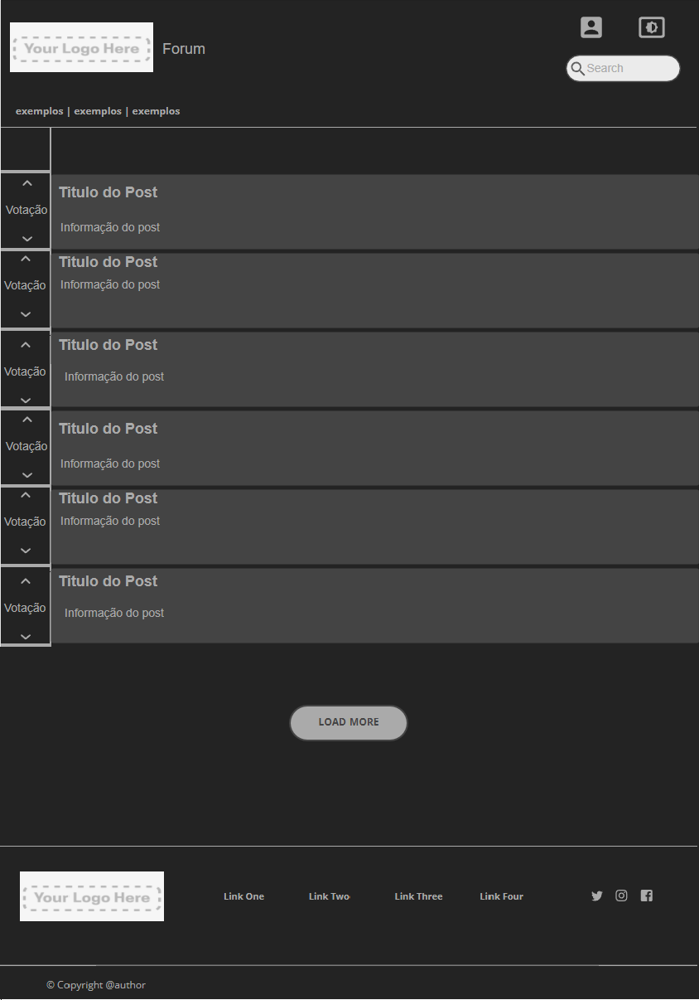 Your Logo Here
Forum
Search
exemplos | exemplos | exemplos
Titulo do Post
Votação
Informação do post
Titulo do Post
Votação
Informação do post
Titulo do Post
Votação
Informação do post
Titulo do Post
Votação
Informação do post
Titulo do Post
Votação
Informação do post
Titulo do Post
Votação
Informação do post
LOAD MORE
Your Logo Here
Link One
Link Two
Link Three
Link Four
© Copyright @author